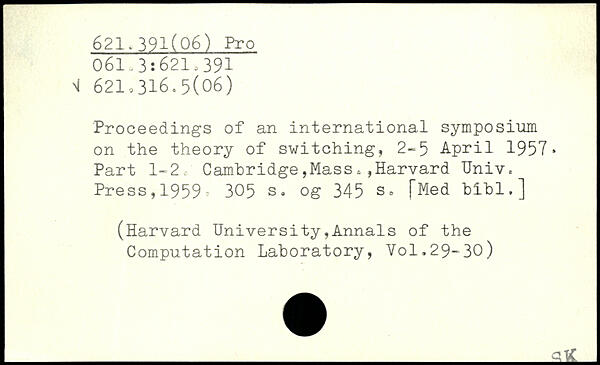 621.391(06) Pro
061.3:621.391
√ 621.316.5(06)
Proceedings of an international symposium
on the theory of switching, 2-5 April 1957.
Part 1-2. Cambridge,Mass.,Harvard Univ.
Press,1959. 305 s. og 345 s. [Med bibl.]
(Harvard University,Annals of the
Computation Laboratory, Vol.29-30)
SK